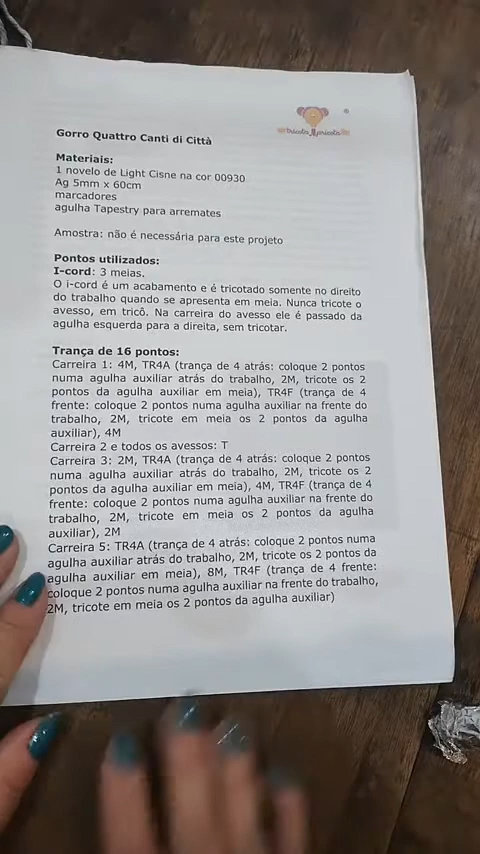 tricota_pricota
Gorro Quattro Canti di Città
Materiais:
1 novelo de Light Cisne na cor 00930
Ag 5mm x 60cm
marcadores
agulha Tapestry para arremates
Amostra: não é necessária para este projeto
Pontos utilizados:
I-cord: 3 meias.
O i-cord é um acabamento e é tricotado somente no direito
do trabalho quando se apresenta em meia. Nunca tricote o
avesso, em tricô. Na carreira do avesso ele é passado da
agulha esquerda para a direita, sem tricotar.
Trança de 16 pontos:
Carreira 1: 4M, TR4A (trança de 4 atrás: coloque 2 pontos
numa agulha auxiliar atrás do trabalho, 2M, tricote os 2
pontos da agulha auxiliar em meia), TR4F (trança de 4
frente: coloque 2 pontos numa agulha auxiliar na frente do
trabalho, 2M, tricote em meia os 2 pontos da agulha
auxiliar), 4M
Carreira 2 e todos os avessos: T
Carreira 3: 2M, TR4A (trança de 4 atrás: coloque 2 pontos
numa agulha auxiliar atrás do trabalho, 2M, tricote os 2
pontos da agulha auxiliar em meia), 4M, TR4F (trança de 4
frente: coloque 2 pontos numa agulha auxiliar na frente do
trabalho, 2M, tricote em meia os 2 pontos da agulha
auxiliar), 2M
Carreira 5: TR4A (trança de 4 atrás: coloque 2 pontos numa
agulha auxiliar atrás do trabalho, 2M, tricote os 2 pontos da
agulha auxiliar em meia), 8M, TR4F (trança de 4 frente:
coloque 2 pontos numa agulha auxiliar na frente do trabalho,
2M, tricote em meia os 2 pontos da agulha auxiliar)